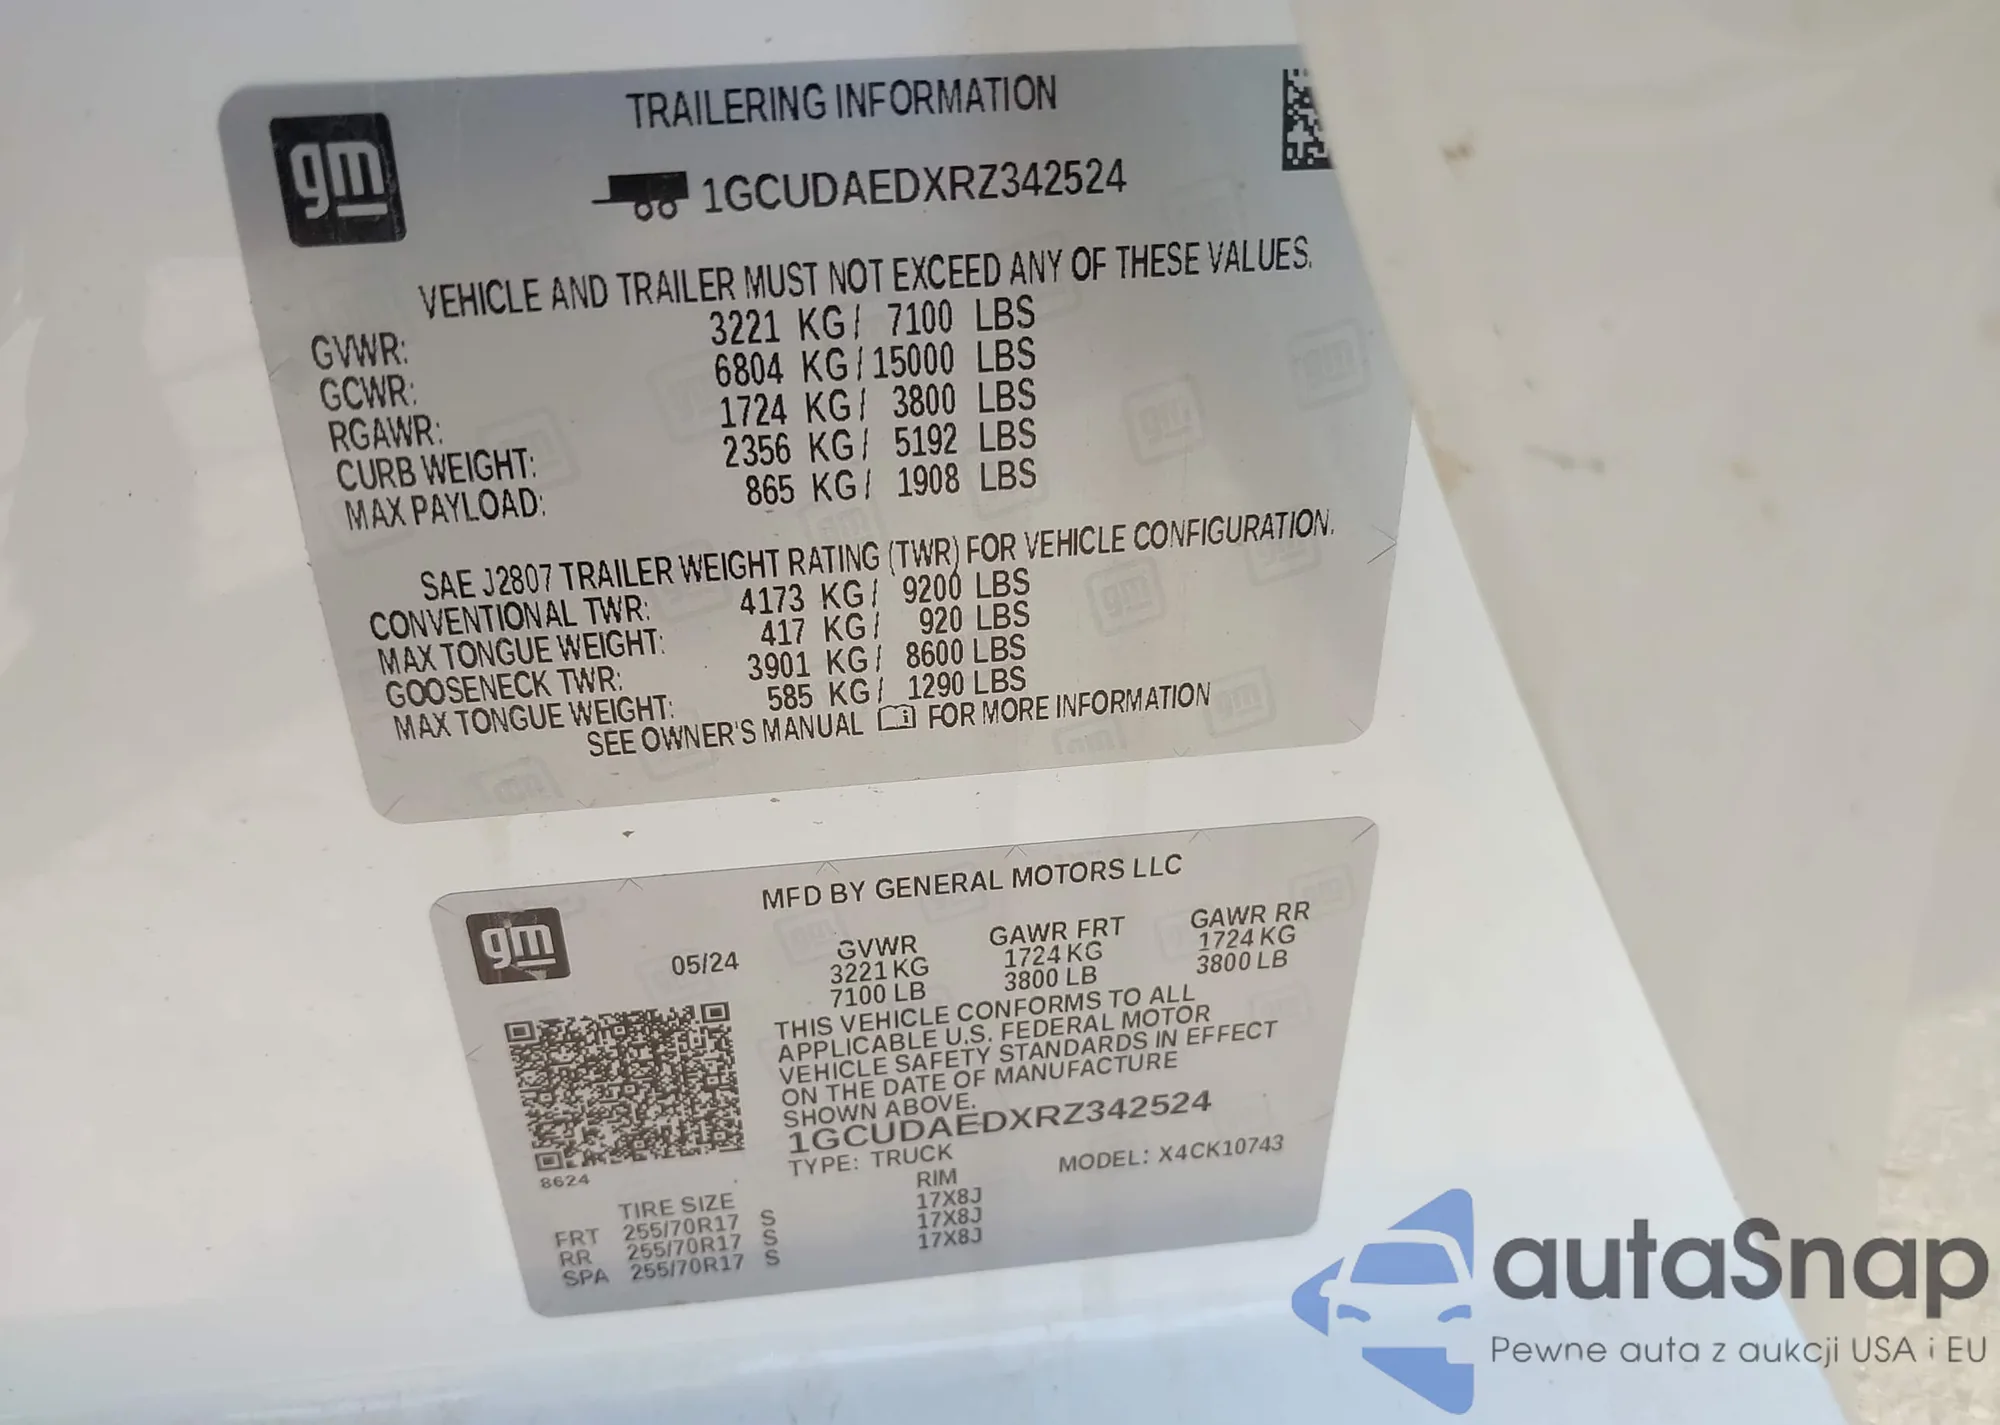 gm
TRAILERING INFORMATION
1GCUDAEDXRZ342524
VEHICLE AND TRAILER MUST NOT EXCEED ANY OF THESE VALUES.
GVWR: 3221 KG/ 7100 LBS
GCWR: 6804 KG/15000 LBS
RGAWR: 1724 KG/ 3800 LBS
CURB WEIGHT: 2356 KG/ 5192 LBS
MAX PAYLOAD: 865 KG/ 1908 LBS
SAE J2807 TRAILER WEIGHT RATING (TWR) FOR VEHICLE CONFIGURATION.
CONVENTIONAL TWR: 4173 KG/ 9200 LBS
MAX TONGUE WEIGHT: 417 KG/ 920 LBS
GOOSENECK TWR: 3901 KG/ 8600 LBS
MAX TONGUE WEIGHT: 585 KG/ 1290 LBS
SEE OWNER'S MANUAL FOR MORE INFORMATION
gm
MFD BY GENERAL MOTORS LLC
05/24
GVWR GAWR FRT GAWR RR
3221 KG 1724 KG 1724 KG
7100 LB 3800 LB 3800 LB
THIS VEHICLE CONFORMS TO ALL
APPLICABLE U.S. FEDERAL MOTOR
VEHICLE SAFETY STANDARDS IN EFFECT
ON THE DATE OF MANUFACTURE
SHOWN ABOVE.
1GCUDAEDXRZ342524
TYPE: TRUCK MODEL: X4CK10743
8624
TIRE SIZE RIM
FRT 255/70R17 S 17X8J
RR 255/70R17 S 17X8J
SPA 255/70R17 S 17X8J
autaSnap
Pewne auta z aukcji USA i EU